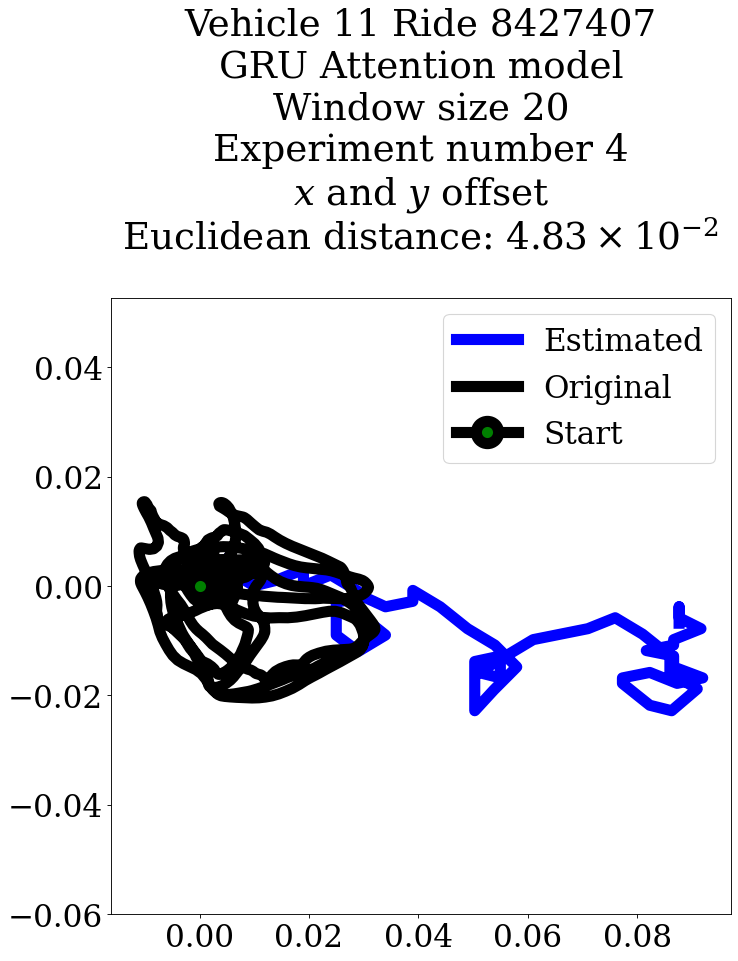 Vehicle 11 Ride 8427407
GRU Attention model
Window size 20
Experiment number 4
x and y offset
Euclidean distance: 4.83 × 10⁻²
Estimated
Original
Start
0.04
0.02
0.00
−0.02
−0.04
−0.06
0.00 0.02 0.04 0.06 0.08